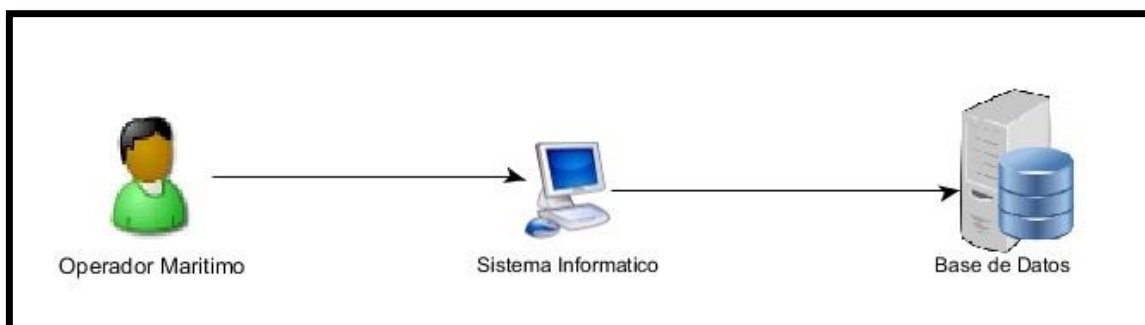 Operador Maritimo
Sistema Informatico
Base de Datos